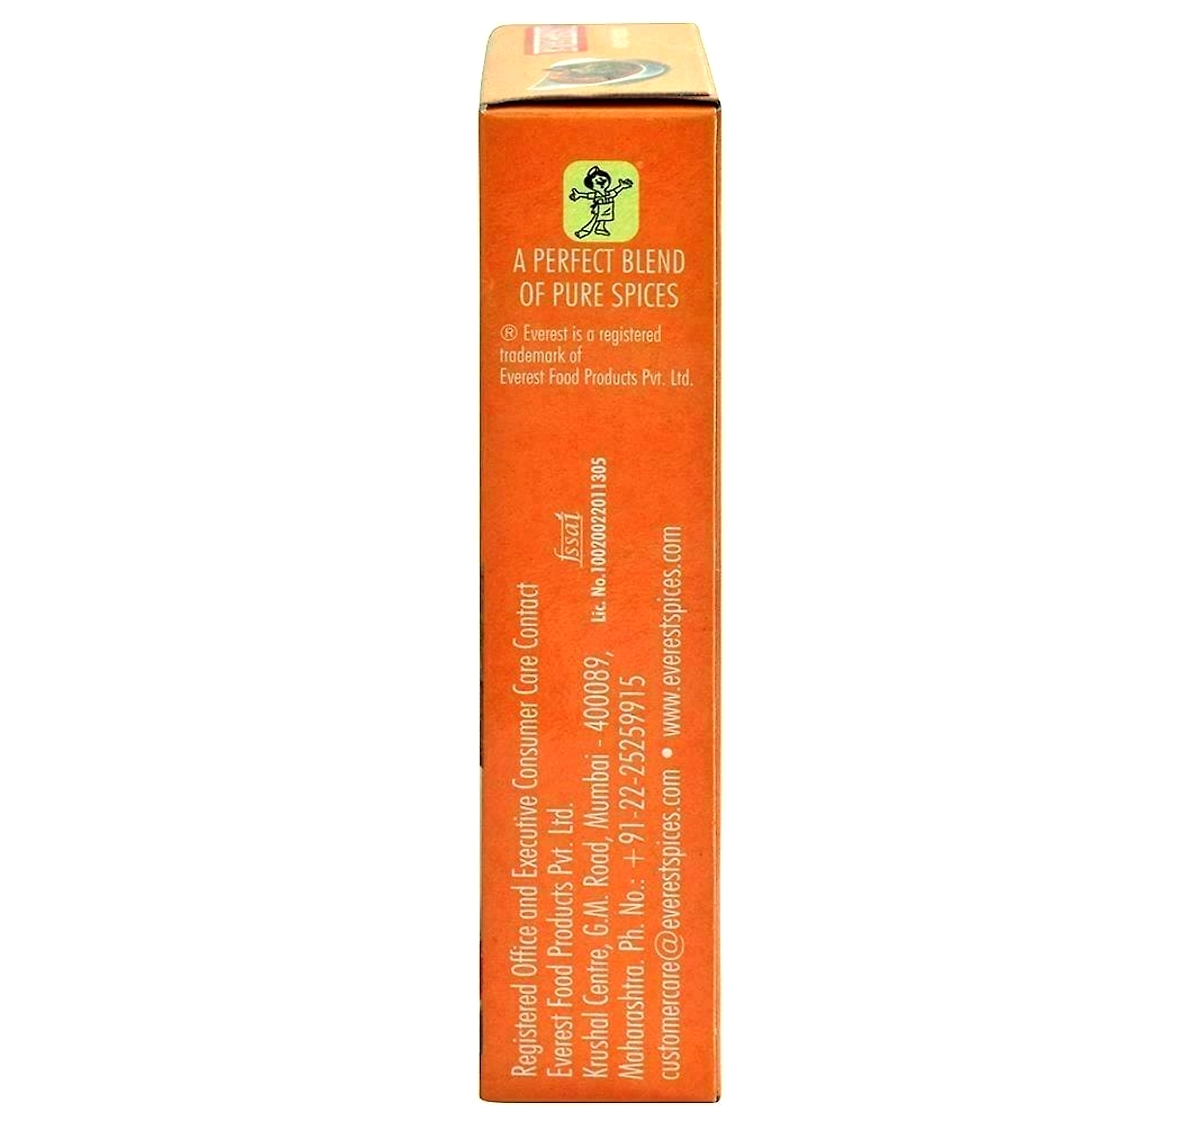 A PERFECT BLEND
OF PURE SPICES
® Everest is a registered
trademark of
Everest Food Products Pvt. Ltd.
fssai
Lic. No.10020022011305
Registered Office and Executive Consumer Care Contact
Everest Food Products Pvt. Ltd.
Krushal Centre, G.M. Road, Mumbai - 400089,
Maharashtra. Ph. No.: +91-22-25259915
customercare@everestspices.com • www.everestspices.com